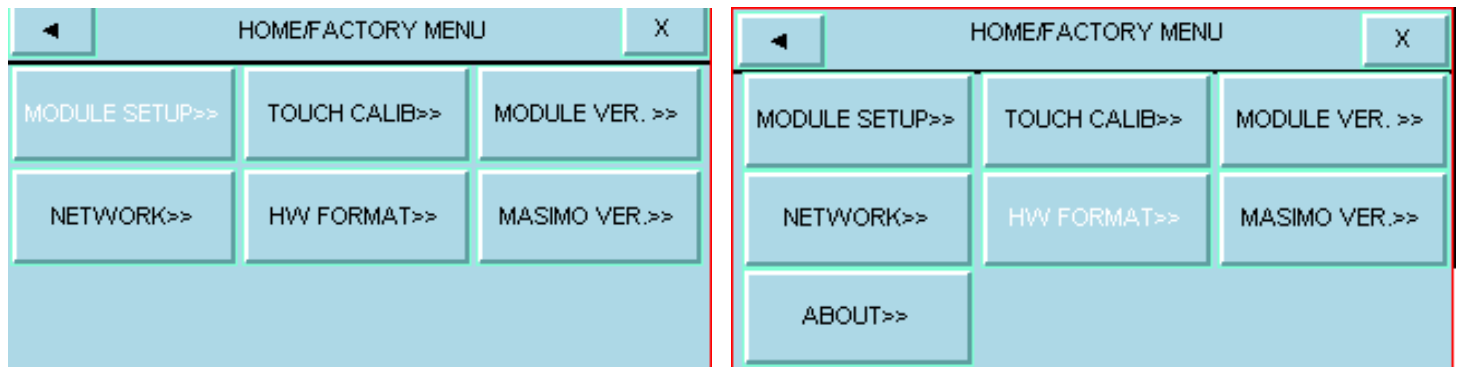 ◄ HOME/FACTORY MENU X
MODULE SETUP>> TOUCH CALIB>> MODULE VER. >>
NETWORK>> HW FORMAT>> MASIMO VER.>>
◄ HOME/FACTORY MENU X
MODULE SETUP>> TOUCH CALIB>> MODULE VER. >>
NETWORK>> HW FORMAT>> MASIMO VER.>>
ABOUT>>